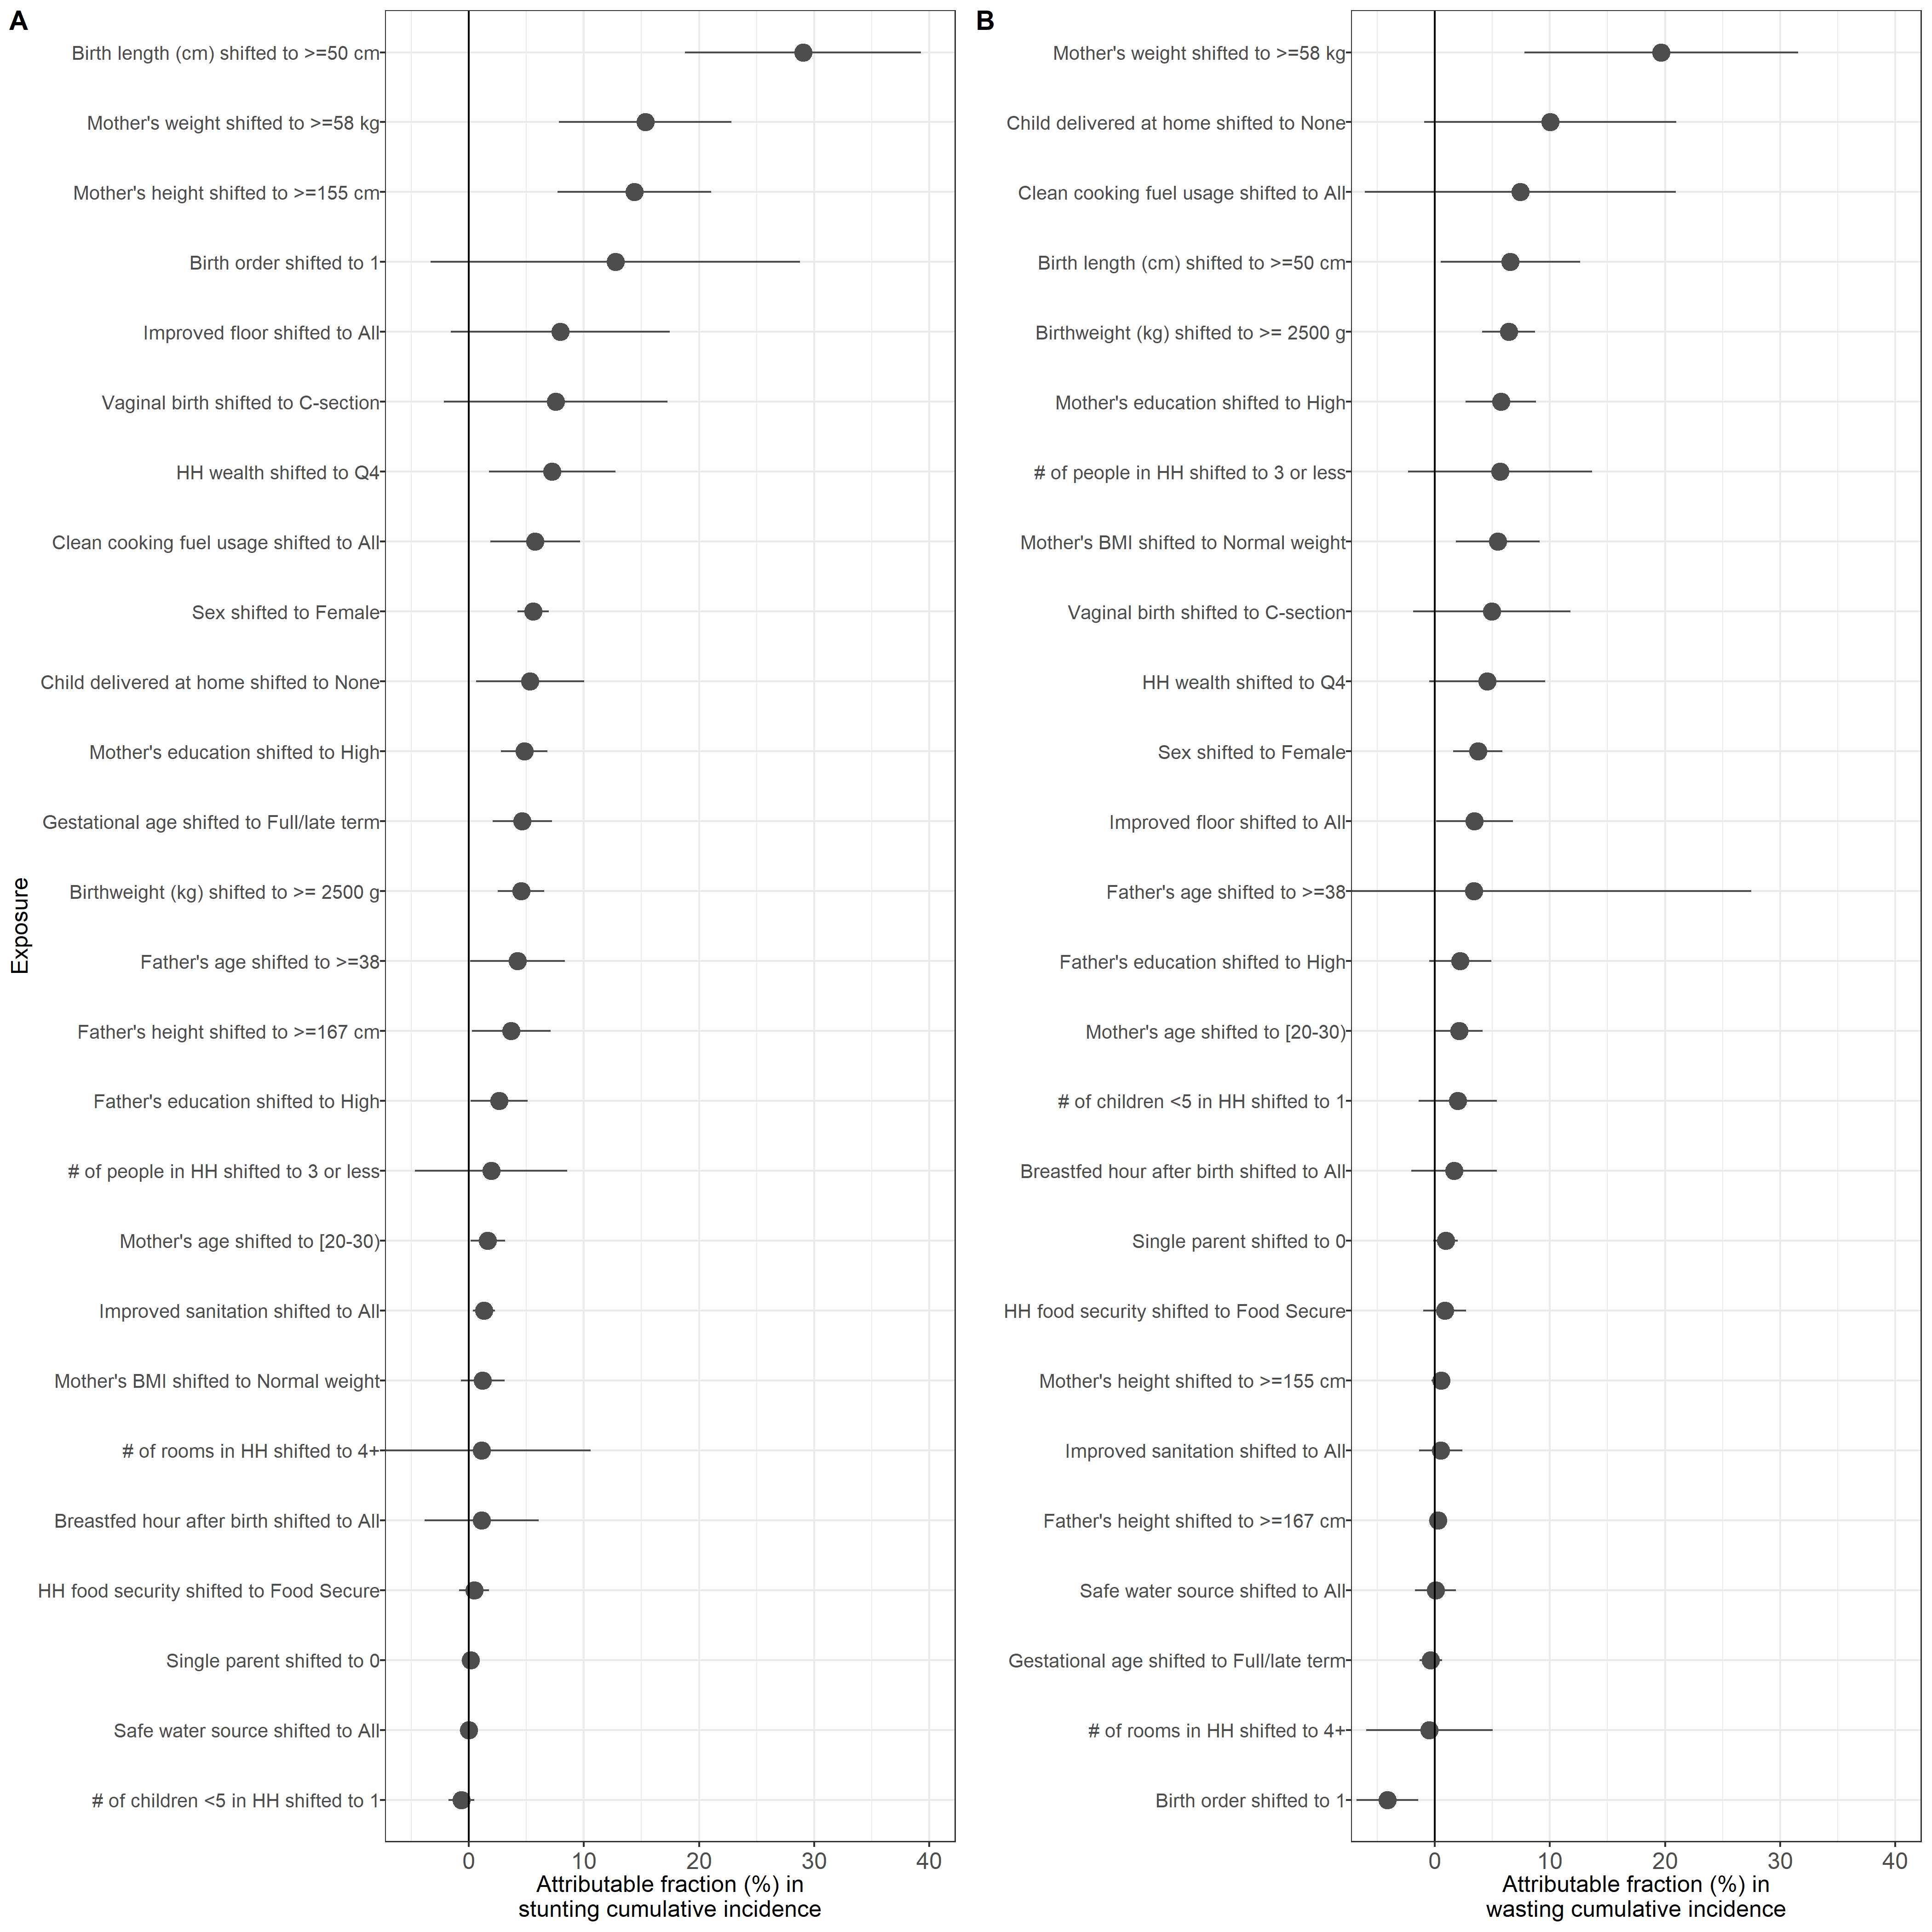 A
Exposure
Birth length (cm) shifted to >=50 cm
Mother's weight shifted to >=58 kg
Mother's height shifted to >=155 cm
Birth order shifted to 1
Improved floor shifted to All
Vaginal birth shifted to C-section
HH wealth shifted to Q4
Clean cooking fuel usage shifted to All
Sex shifted to Female
Child delivered at home shifted to None
Mother's education shifted to High
Gestational age shifted to Full/late term
Birthweight (kg) shifted to >= 2500 g
Father's age shifted to >=38
Father's height shifted to >=167 cm
Father's education shifted to High
# of people in HH shifted to 3 or less
Mother's age shifted to [20-30)
Improved sanitation shifted to All
Mother's BMI shifted to Normal weight
# of rooms in HH shifted to 4+
Breastfed hour after birth shifted to All
HH food security shifted to Food Secure
Single parent shifted to 0
Safe water source shifted to All
# of children <5 in HH shifted to 1
0 10 20 30 40
Attributable fraction (%) in
stunting cumulative incidence
B
Mother's weight shifted to >=58 kg
Child delivered at home shifted to None
Clean cooking fuel usage shifted to All
Birth length (cm) shifted to >=50 cm
Birthweight (kg) shifted to >= 2500 g
Mother's education shifted to High
# of people in HH shifted to 3 or less
Mother's BMI shifted to Normal weight
Vaginal birth shifted to C-section
HH wealth shifted to Q4
Sex shifted to Female
Improved floor shifted to All
Father's age shifted to >=38
Father's education shifted to High
Mother's age shifted to [20-30)
# of children <5 in HH shifted to 1
Breastfed hour after birth shifted to All
Single parent shifted to 0
HH food security shifted to Food Secure
Mother's height shifted to >=155 cm
Improved sanitation shifted to All
Father's height shifted to >=167 cm
Safe water source shifted to All
Gestational age shifted to Full/late term
# of rooms in HH shifted to 4+
Birth order shifted to 1
0 10 20 30 40
Attributable fraction (%) in
wasting cumulative incidence